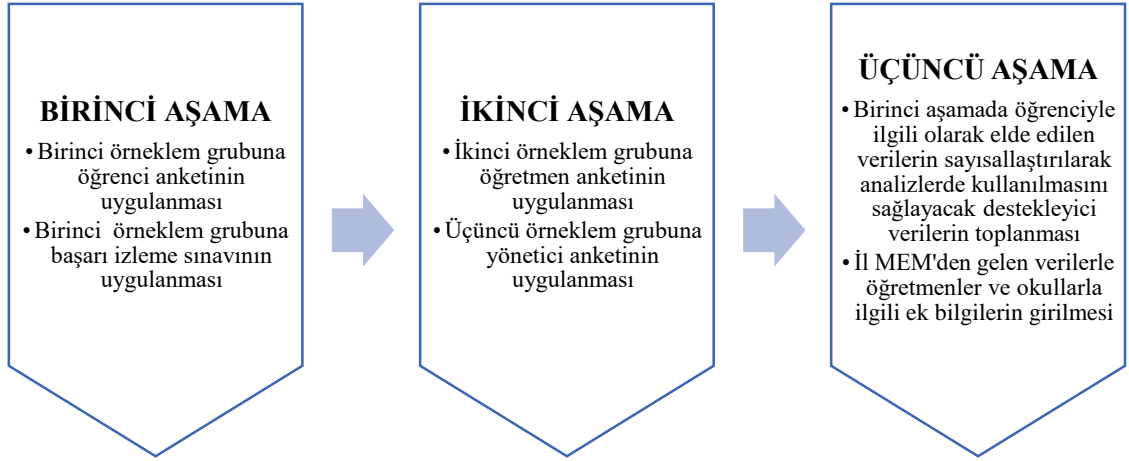 BİRİNCİ AŞAMA
• Birinci örneklem grubuna
öğrenci anketinin
uygulanması
• Birinci örneklem grubuna
başarı izleme sınavının
uygulanması
İKİNCİ AŞAMA
• İkinci örneklem grubuna
öğretmen anketinin
uygulanması
• Üçüncü örneklem grubuna
yönetici anketinin
uygulanması
ÜÇÜNCÜ AŞAMA
• Birinci aşamada öğrenciyle
ilgili olarak elde edilen
verilerin sayısallaştırılarak
analizlerde kullanılmasını
sağlayacak destekleyici
verilerin toplanması
• İl MEM'den gelen verilerle
öğretmenler ve okullarla
ilgili ek bilgilerin girilmesi